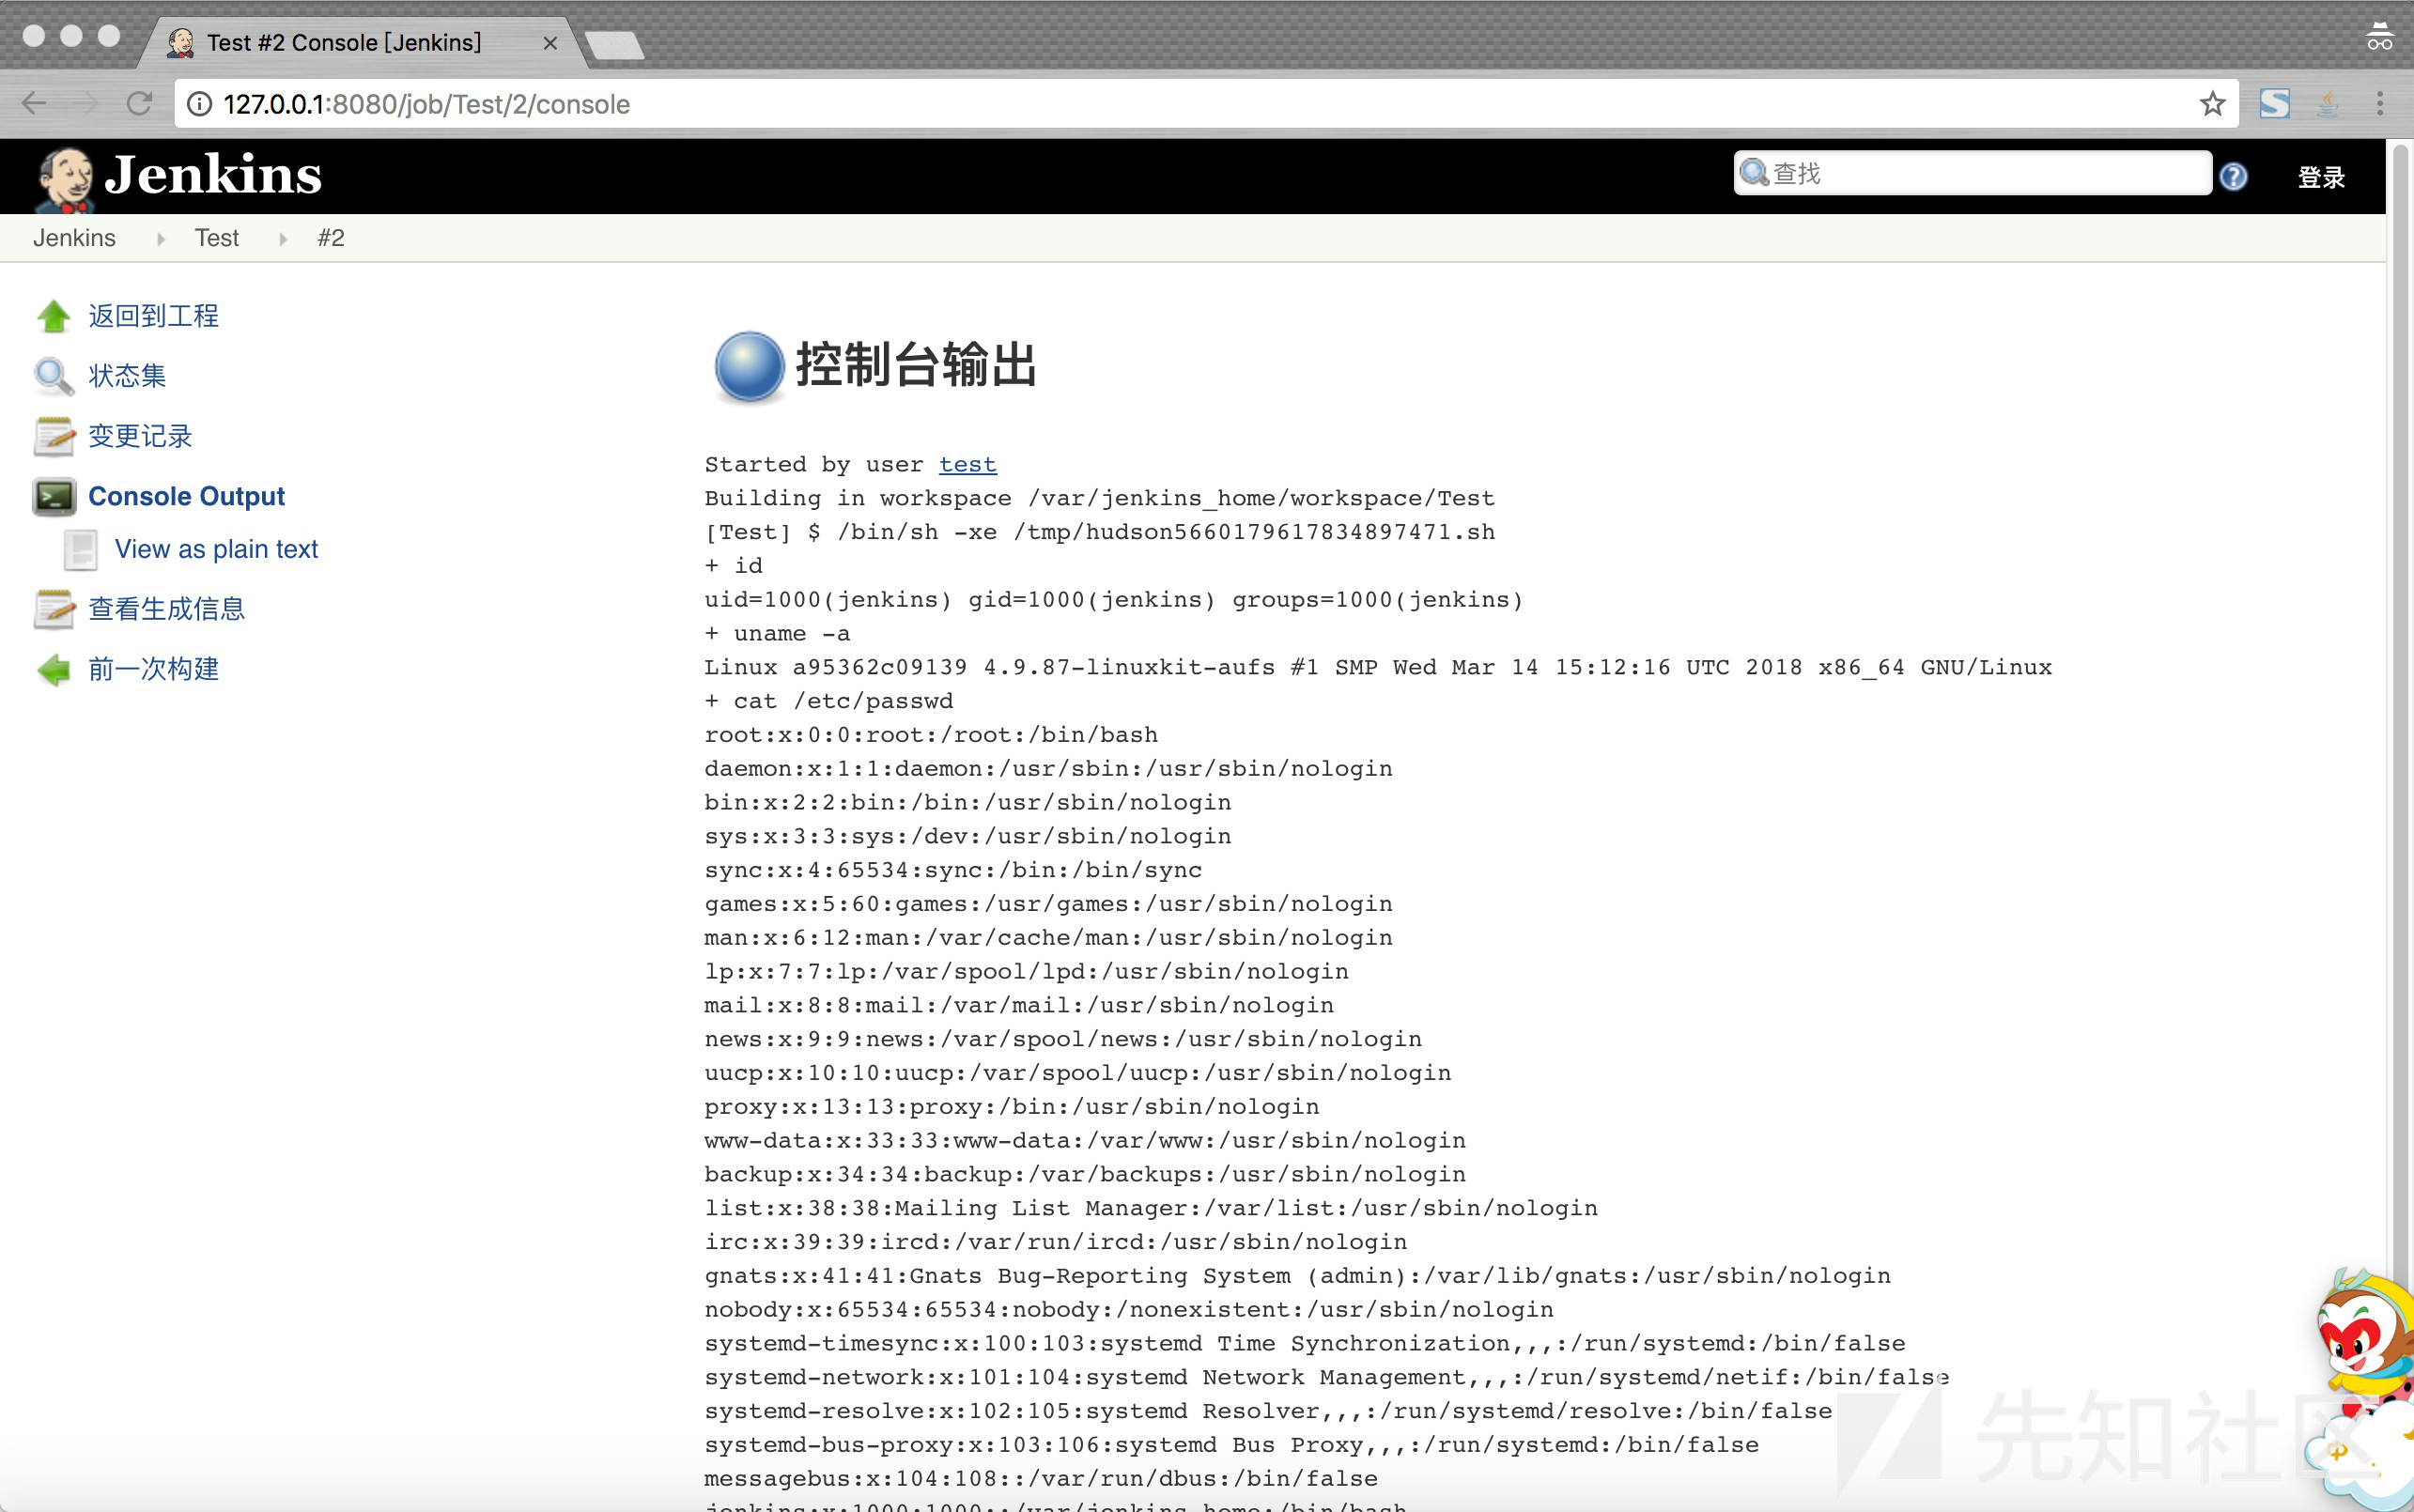 Test #2 Console [Jenkins]
127.0.0.1:8080/job/Test/2/console
Jenkins
查找
登录
Jenkins Test #2
返回到工程
状态集
变更记录
Console Output
View as plain text
查看生成信息
前一次构建
控制台输出
Started by user test
Building in workspace /var/jenkins_home/workspace/Test
[Test] $ /bin/sh -xe /tmp/hudson5660179617834897471.sh
+ id
uid=1000(jenkins) gid=1000(jenkins) groups=1000(jenkins)
+ uname -a
Linux a95362c09139 4.9.87-linuxkit-aufs #1 SMP Wed Mar 14 15:12:16 UTC 2018 x86_64 GNU/Linux
+ cat /etc/passwd
root:x:0:0:root:/root:/bin/bash
daemon:x:1:1:daemon:/usr/sbin:/usr/sbin/nologin
bin:x:2:2:bin:/bin:/usr/sbin/nologin
sys:x:3:3:sys:/dev:/usr/sbin/nologin
sync:x:4:65534:sync:/bin:/bin/sync
games:x:5:60:games:/usr/games:/usr/sbin/nologin
man:x:6:12:man:/var/cache/man:/usr/sbin/nologin
lp:x:7:7:lp:/var/spool/lpd:/usr/sbin/nologin
mail:x:8:8:mail:/var/mail:/usr/sbin/nologin
news:x:9:9:news:/var/spool/news:/usr/sbin/nologin
uucp:x:10:10:uucp:/var/spool/uucp:/usr/sbin/nologin
proxy:x:13:13:proxy:/bin:/usr/sbin/nologin
www-data:x:33:33:www-data:/var/www:/usr/sbin/nologin
backup:x:34:34:backup:/var/backups:/usr/sbin/nologin
list:x:38:38:Mailing List Manager:/var/list:/usr/sbin/nologin
irc:x:39:39:ircd:/var/run/ircd:/usr/sbin/nologin
gnats:x:41:41:Gnats Bug-Reporting System (admin):/var/lib/gnats:/usr/sbin/nologin
nobody:x:65534:65534:nobody:/nonexistent:/usr/sbin/nologin
systemd-timesync:x:100:103:systemd Time Synchronization,,,:/run/systemd:/bin/false
systemd-network:x:101:104:systemd Network Management,,,:/run/systemd/netif:/bin/false
systemd-resolve:x:102:105:systemd Resolver,,,:/run/systemd/resolve:/bin/false
systemd-bus-proxy:x:103:106:systemd Bus Proxy,,,:/run/systemd:/bin/false
messagebus:x:104:108::/var/run/dbus:/bin/false
jenkins:x:1000:1000::/var/jenkins_home:/bin/bash
先知社区
中